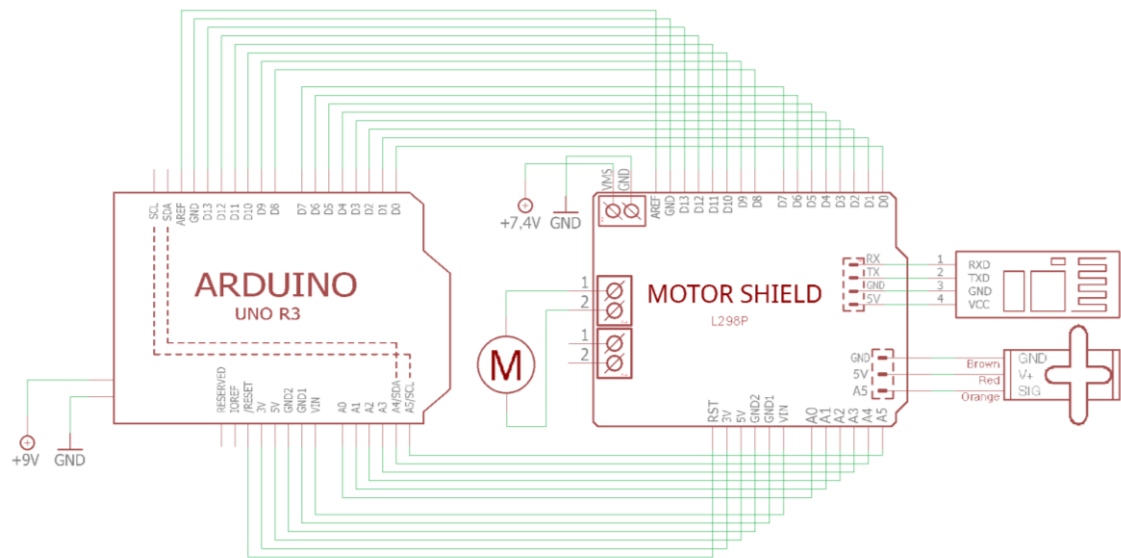 SCL
SDA
AREF
GND
D13
D12
D11
D10
D9
D8
D7
D6
D5
D4
D3
D2
D1
D0
ARDUINO
UNO R3
RESERVED
IOREF
/RESET
3V
5V
GND2
GND1
VIN
A0
A1
A2
A3
A4/SDA
A5/SCL
+9V
GND
+7,4V
GND
VMS
GND
AREF
GND
D13
D12
D11
D10
D9
D8
D7
D6
D5
D4
D3
D2
D1
D0
1
2
1
2
M
MOTOR SHIELD
L298P
RX
TX
GND
5V
1
2
3
4
RXD
TXD
GND
VCC
GND
5V
A5
Brown
Red
Orange
GND
V+
SIG
RST
3V
5V
GND2
GND1
VIN
A0
A1
A2
A3
A4
A5